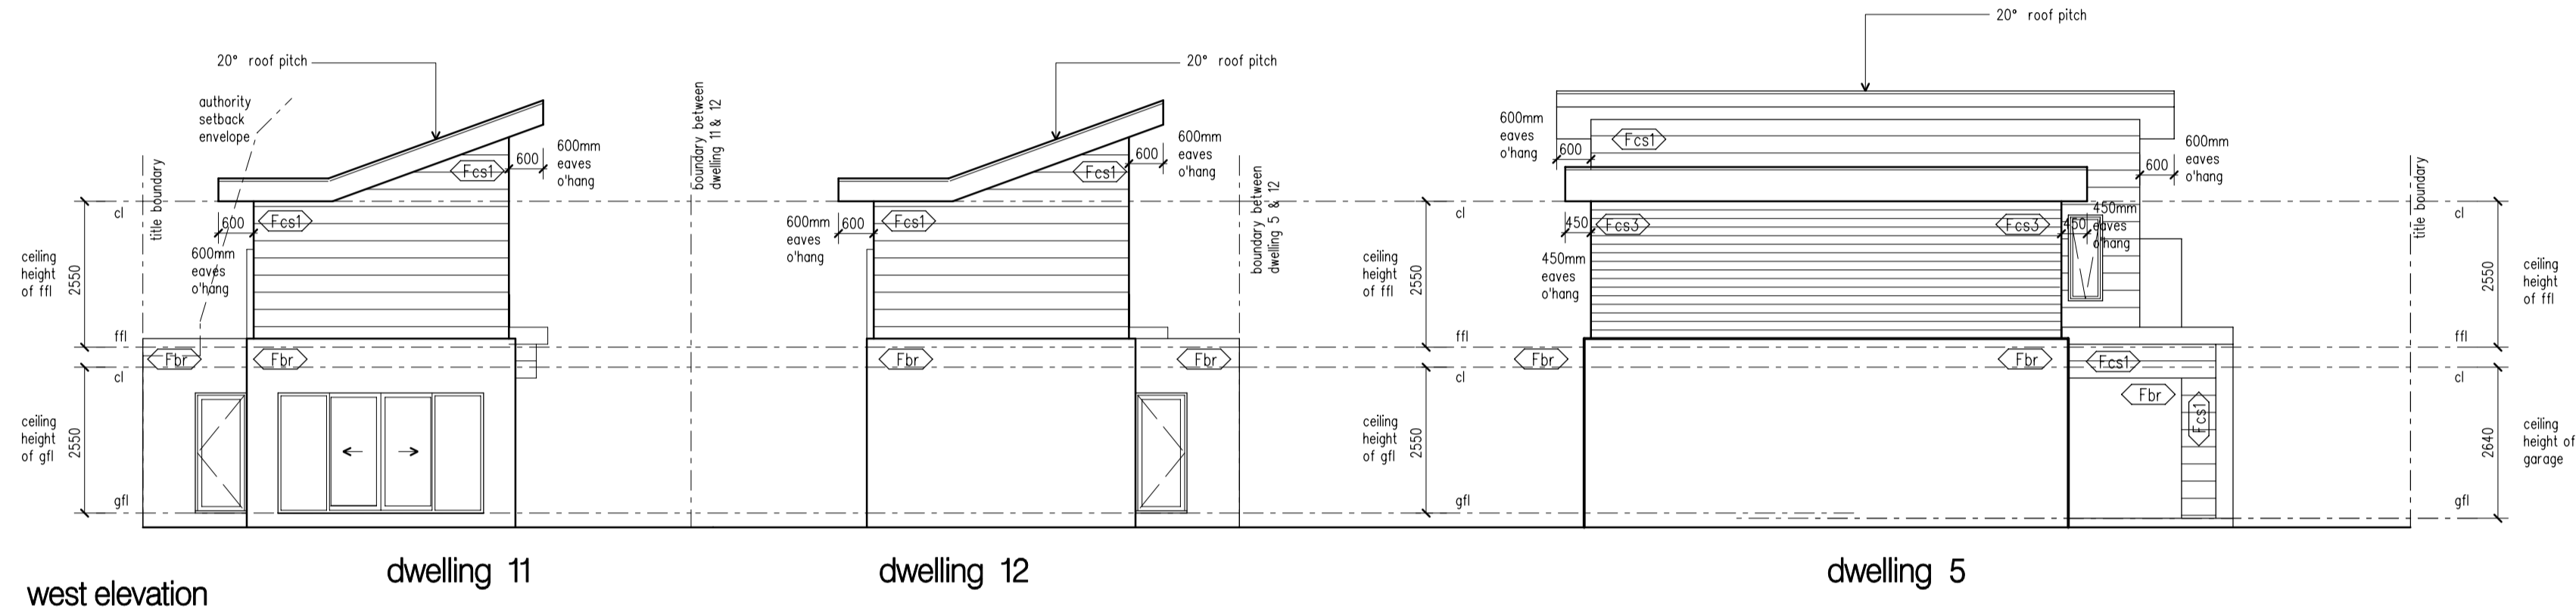 20° roof pitch
authority
setback
envelope
title boundary
600mm
eaves
o'hang
600
Fcs1
cl
600
Fcs1
600mm
eaves
o'hang
ceiling
height
of ffl
2550
ffl
Fbr
Fbr
cl
ceiling
height
of gfl
2550
gfl
dwelling 11
boundary between
dwelling 11 & 12
20° roof pitch
600mm
eaves
o'hang
600
Fcs1
600mm
eaves
o'hang
600
Fcs1
Fbr
Fbr
dwelling 12
boundary between
dwelling 5 & 12
20° roof pitch
600mm
eaves
o'hang
600
Fcs1
600
600mm
eaves
o'hang
title boundary
cl
450
Fcs3
Fcs3
450
450mm
eaves
o'hang
cl
450mm
eaves
o'hang
ceiling
height
of ffl
2550
2550
ceiling
height
of ffl
ffl
ffl
Fbr
Fbr
Fcs1
cl
cl
Fbr
Fcs1
ceiling
height
of gfl
2550
2640
ceiling
height of
garage
gfl
gfl
dwelling 5
west elevation